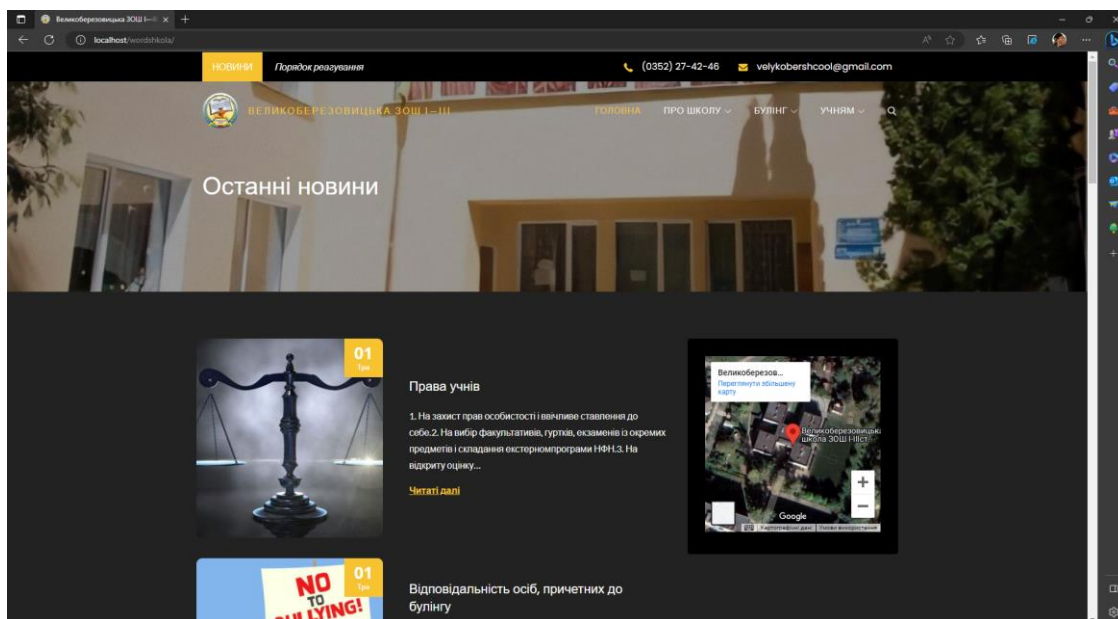 Великоберезовицька ЗОШ І—ІІ
localhost/wordshkola/
НОВИНИ Порядок реагування (0352) 27-42-46 velykobershcool@gmail.com
ВЕЛИКОБЕРЕЗОВИЦЬКА ЗОШ І—ІІІ ГОЛОВНА ПРО ШКОЛУ БУЛІНГ УЧНЯМ
Останні новини
01
Тра
Права учнів
1. На захист прав особистості і ввічливе ставлення до
себе.2. На вибір факультативів, гуртків, екзаменів із окремих
предметів і складання екстерномпрограми НФН.3. На
відкриту оцінку...
Читаті далі
Великоберезов...
Переглянути збільшену
карту
Великоберезовицька
школа ЗОШ І-ІІІст
Google
Картографічні дані Умови використання
01
Тра
NO
TO
BULLYING!
Відповідальність осіб, причетних до
булінгу